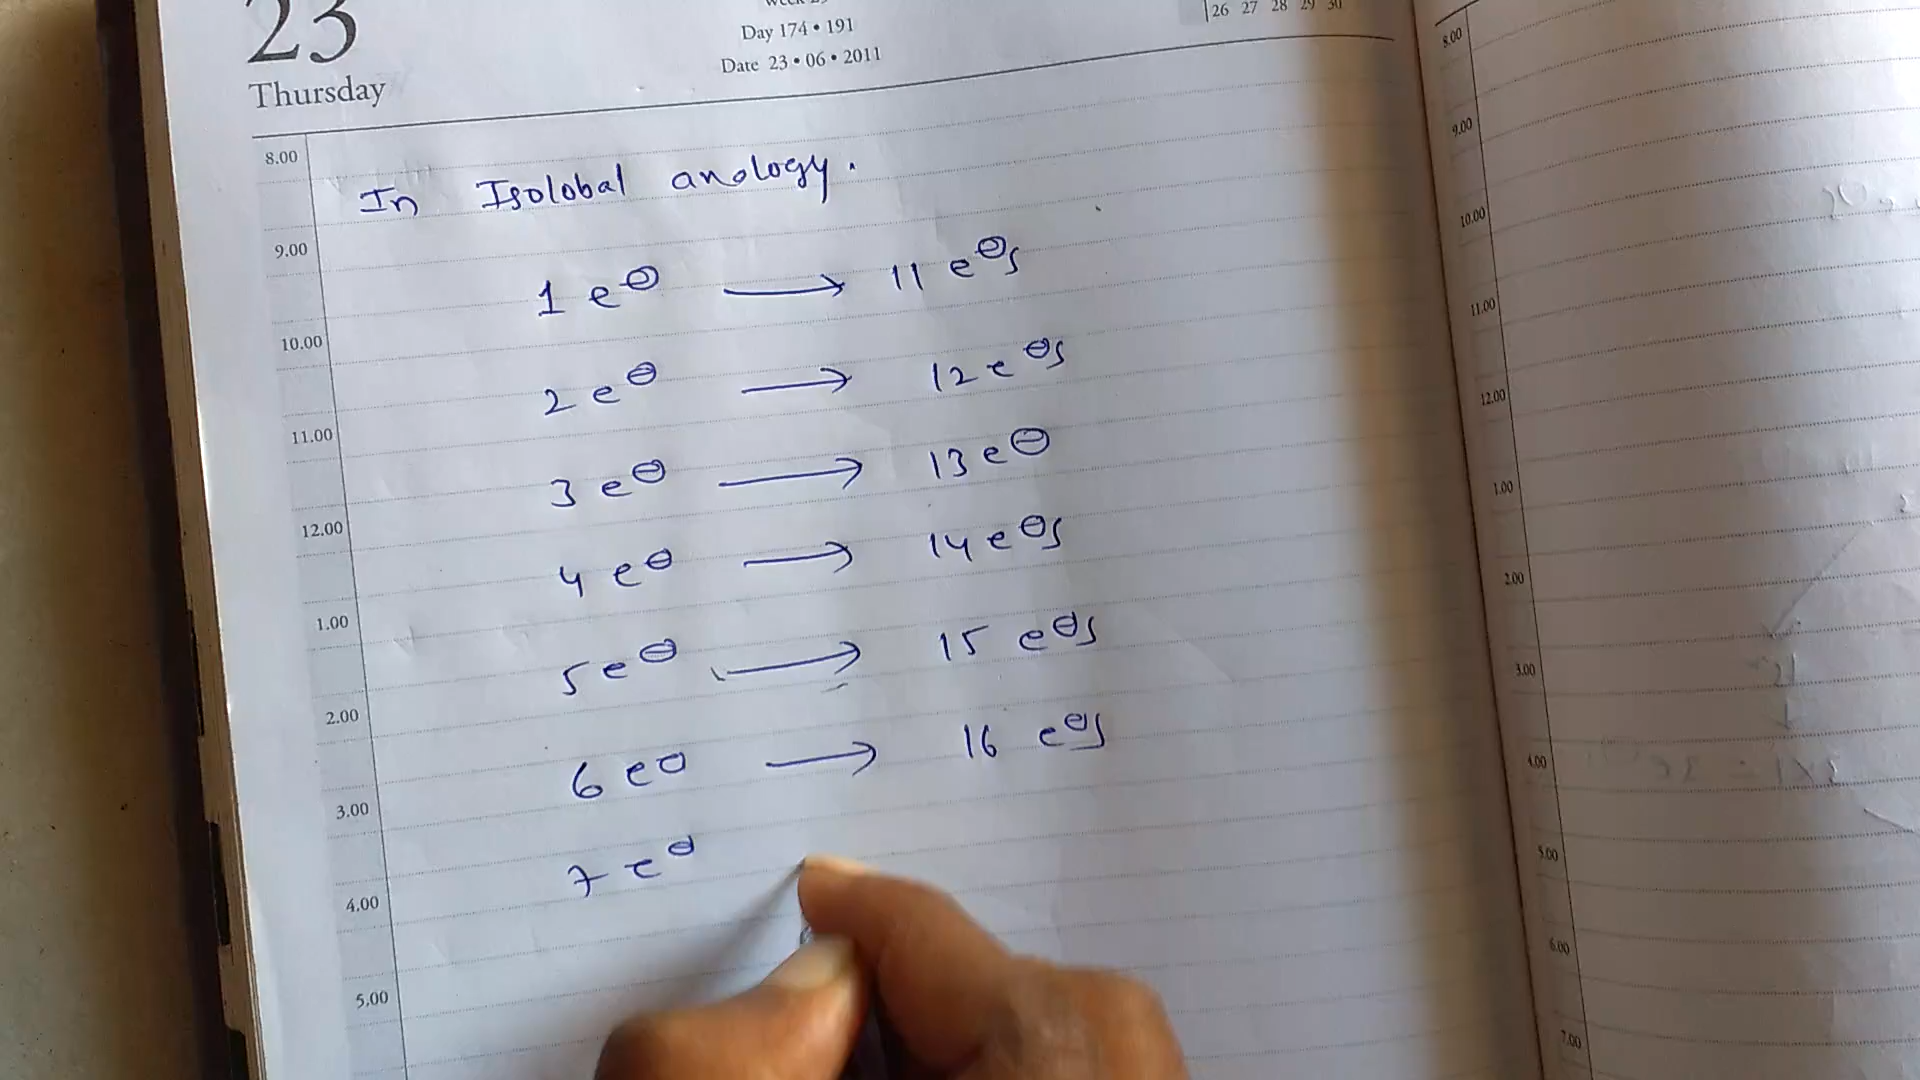 23
Day 174 • 191
Date 23 • 06 • 2011
Thursday
26 27 28 29 30
8.00
In Isolobal anology.
9.00
1 e⊖ → 11 e⊖s
10.00
2 e⊖ → 12 e⊖s
11.00
3 e⊖ → 13 e⊖
12.00
4 e⊖ → 14 e⊖s
1.00
5 e⊖ → 15 e⊖s
2.00
6 e⊖ → 16 e⊖s
3.00
7 e⊖
4.00
5.00
8.00
9.00
10.00
11.00
12.00
1.00
2.00
3.00
4.00
5.00
6.00
7.00